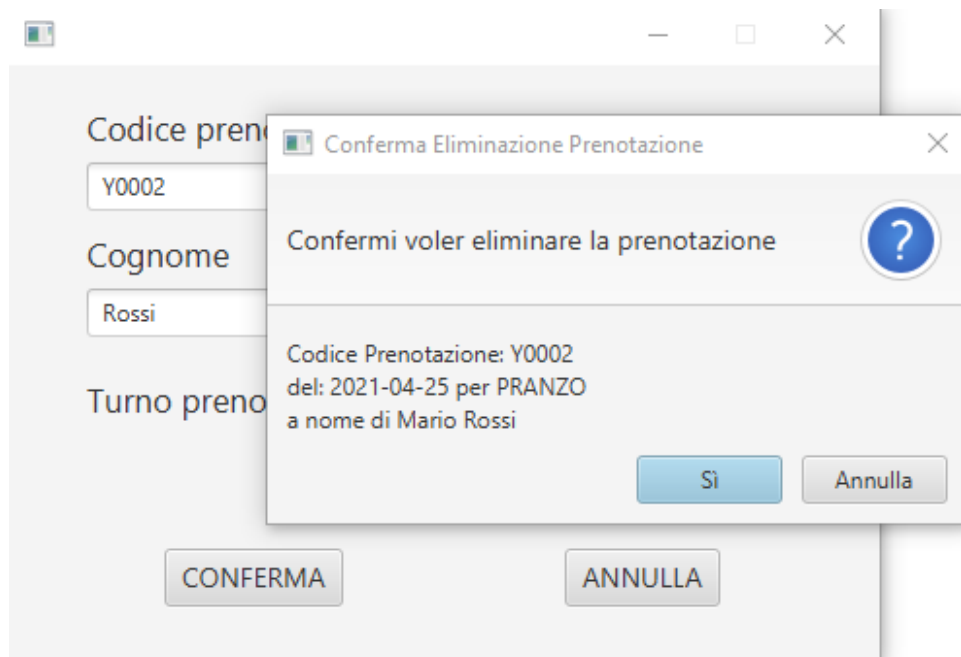 Codice preno
Conferma Eliminazione Prenotazione
Y0002
Confermi voler eliminare la prenotazione
?
Cognome
Rossi
Codice Prenotazione: Y0002
del: 2021-04-25 per PRANZO
a nome di Mario Rossi
Turno preno
Sì Annulla
CONFERMA ANNULLA